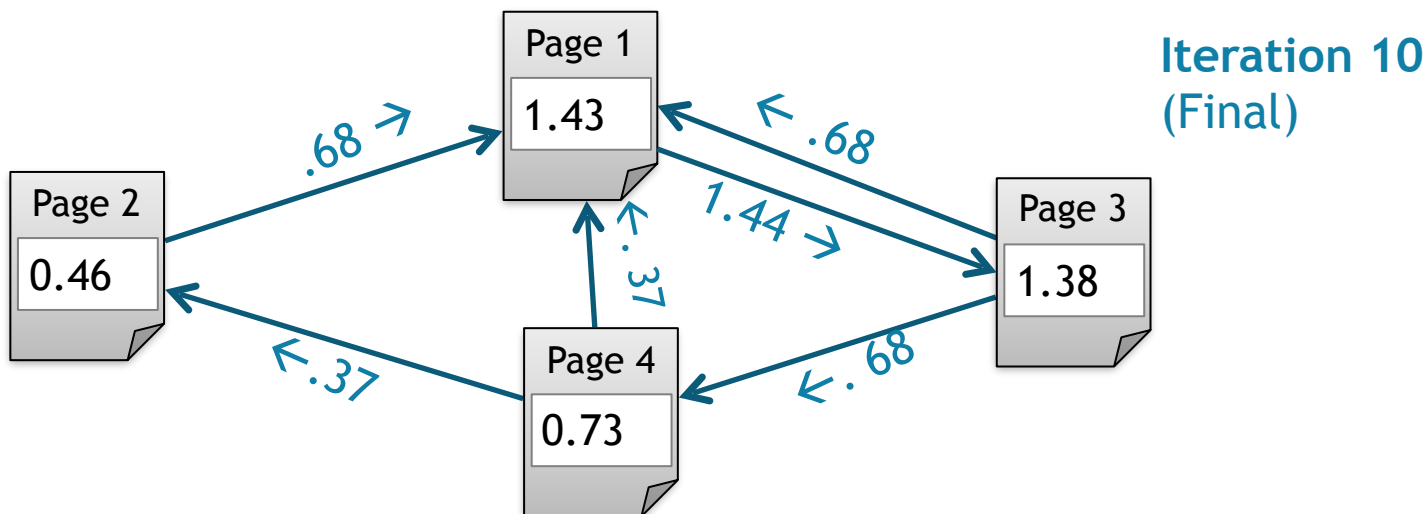 Iteration 10
(Final)
Page 1
1.43
.68 →
← .68
1.44 →
Page 2
0.46
Page 3
1.38
←. 37
Page 4
0.73
←.37
←. 68